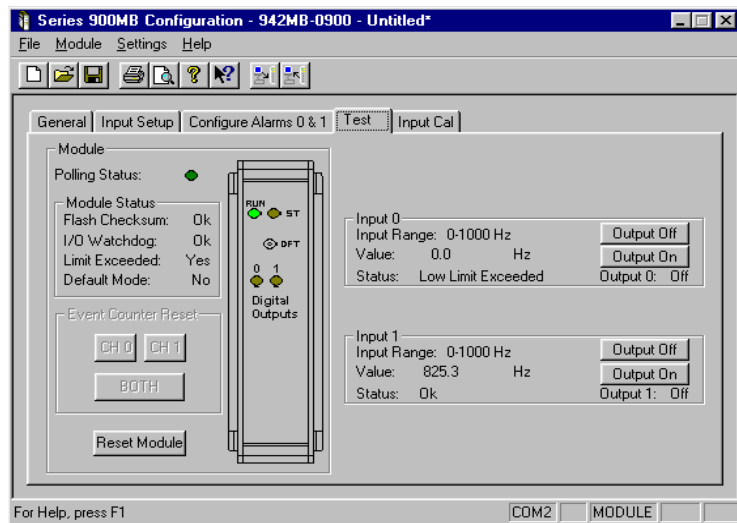 Series 900MB Configuration - 942MB-0900 - Untitled*
File Module Settings Help
General Input Setup Configure Alarms 0 & 1 Test Input Cal
Module
Polling Status:
Module Status
Flash Checksum: Ok
I/O Watchdog: Ok
Limit Exceeded: Yes
Default Mode: No
Event Counter Reset
CH 0 CH 1
BOTH
Reset Module
RUN ST
DFT
0 1
Digital
Outputs
Input 0
Input Range: 0-1000 Hz Output Off
Value: 0.0 Hz Output On
Status: Low Limit Exceeded Output 0: Off
Input 1
Input Range: 0-1000 Hz Output Off
Value: 825.3 Hz Output On
Status: Ok Output 1: Off
For Help, press F1 COM2 MODULE